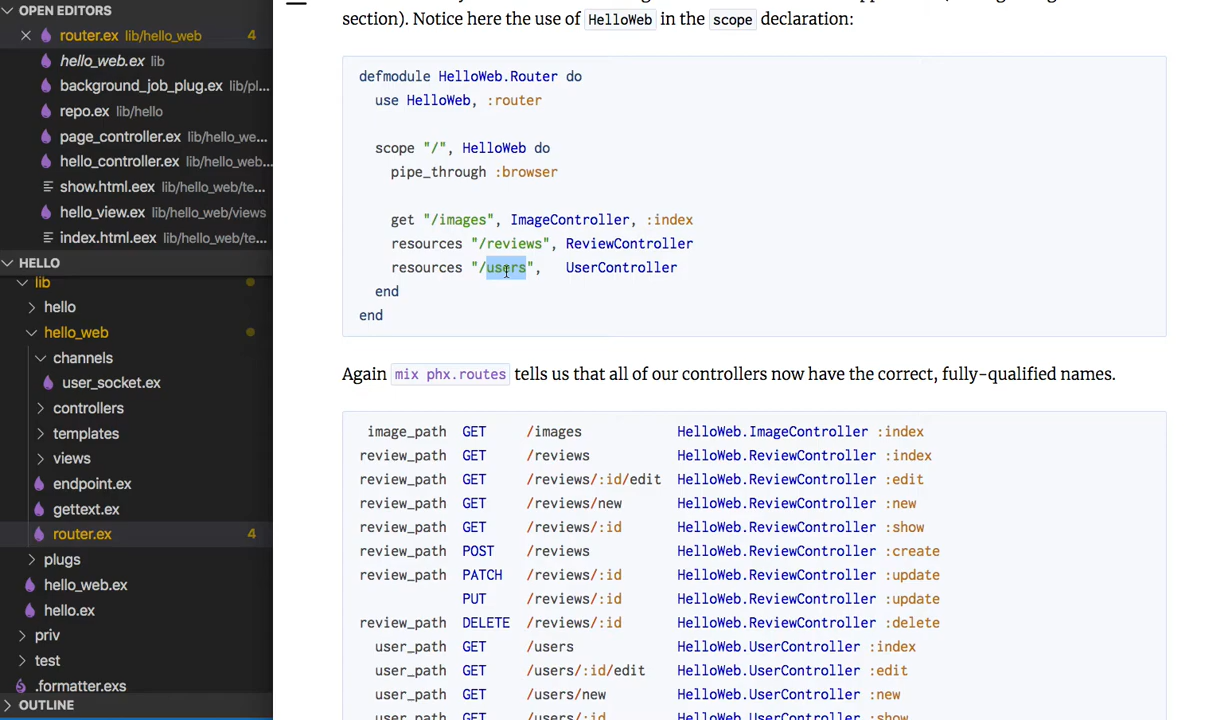 OPEN EDITORS
router.ex lib/hello_web 4
hello_web.ex lib
background_job_plug.ex lib/pl...
repo.ex lib/hello
page_controller.ex lib/hello_we...
hello_controller.ex lib/hello_web...
show.html.eex lib/hello_web/te...
hello_view.ex lib/hello_web/views
index.html.eex lib/hello_web/te...
HELLO
lib
hello
hello_web
channels
user_socket.ex
controllers
templates
views
endpoint.ex
gettext.ex
router.ex 4
plugs
hello_web.ex
hello.ex
priv
test
.formatter.exs
OUTLINE
section). Notice here the use of HelloWeb in the scope declaration:
defmodule HelloWeb.Router do
use HelloWeb, :router
scope "/", HelloWeb do
pipe_through :browser
get "/images", ImageController, :index
resources "/reviews", ReviewController
resources "/users", UserController
end
end
Again mix phx.routes tells us that all of our controllers now have the correct, fully-qualified names.
image_path GET /images HelloWeb.ImageController :index
review_path GET /reviews HelloWeb.ReviewController :index
review_path GET /reviews/:id/edit HelloWeb.ReviewController :edit
review_path GET /reviews/new HelloWeb.ReviewController :new
review_path GET /reviews/:id HelloWeb.ReviewController :show
review_path POST /reviews HelloWeb.ReviewController :create
review_path PATCH /reviews/:id HelloWeb.ReviewController :update
PUT /reviews/:id HelloWeb.ReviewController :update
review_path DELETE /reviews/:id HelloWeb.ReviewController :delete
user_path GET /users HelloWeb.UserController :index
user_path GET /users/:id/edit HelloWeb.UserController :edit
user_path GET /users/new HelloWeb.UserController :new
user_path GET /users/:id HelloWeb.UserController :show